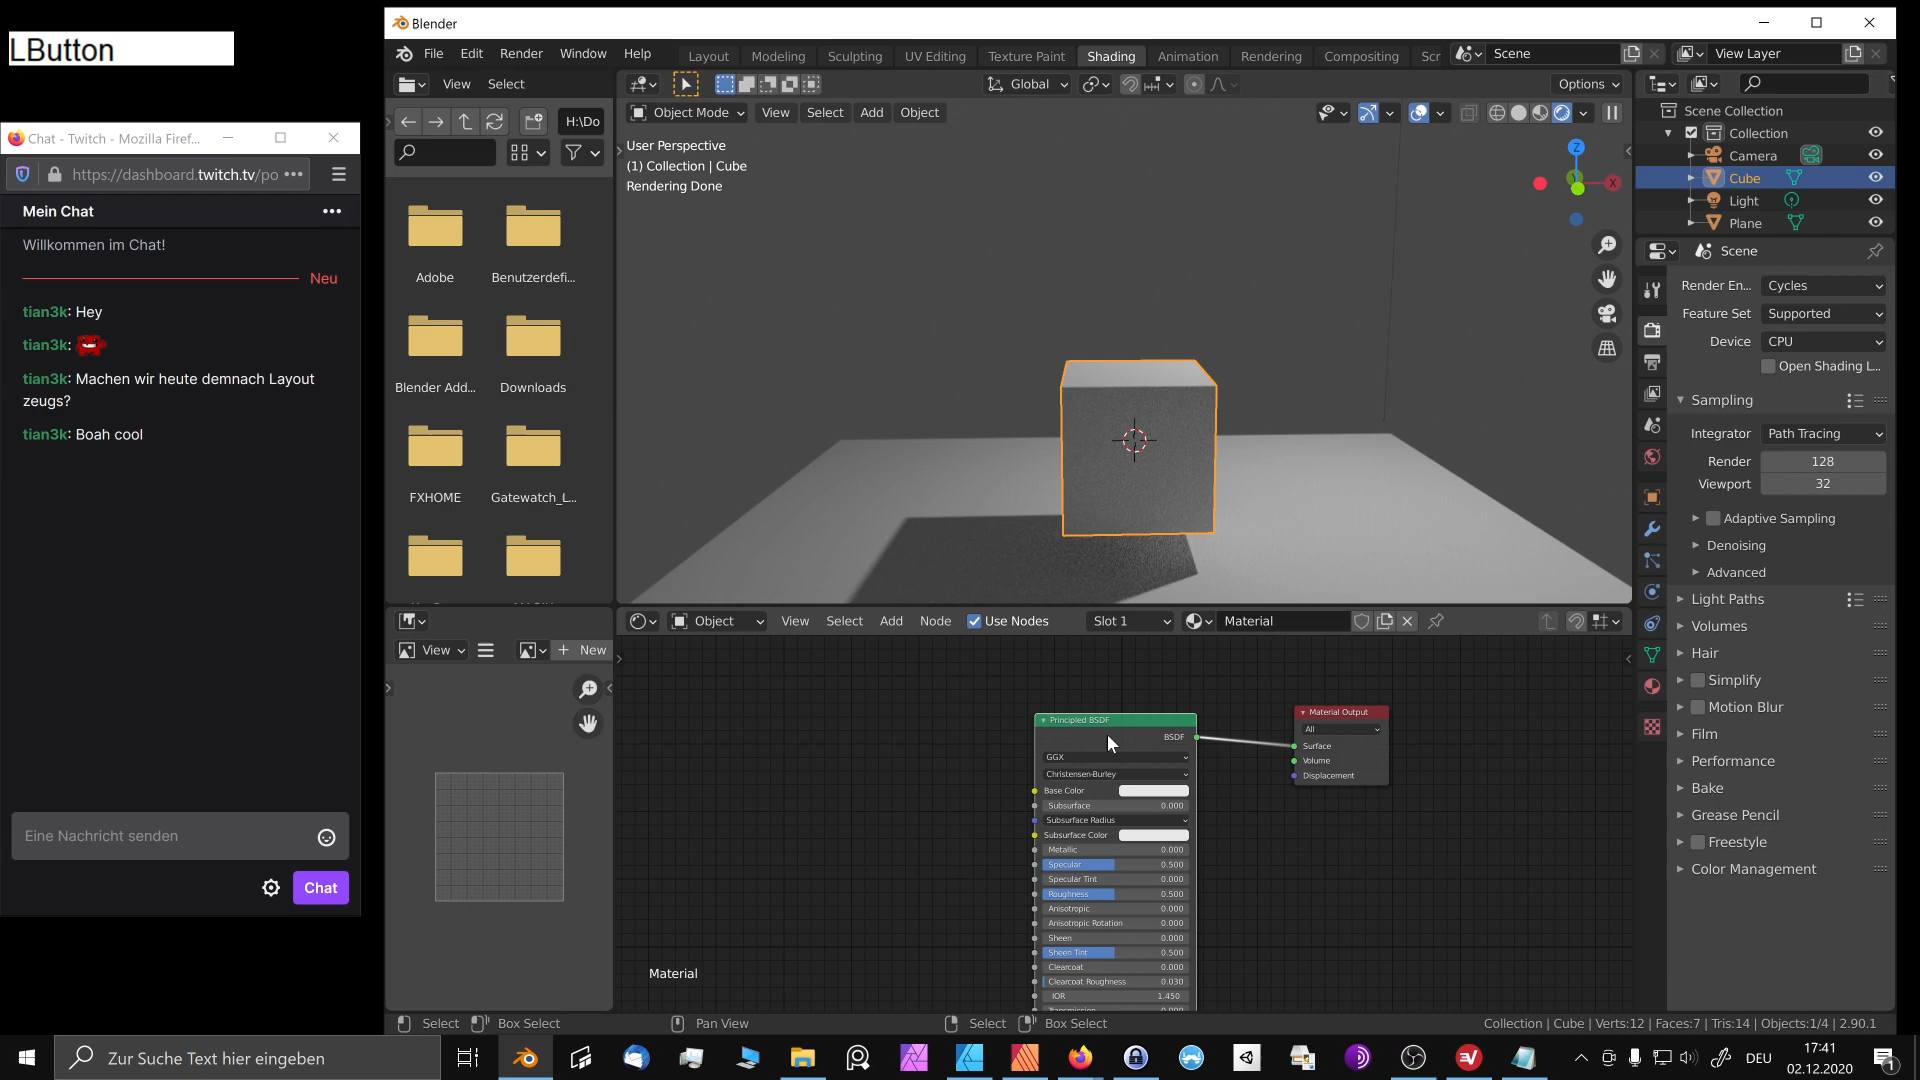 LButton
Chat - Twitch - Mozilla Firef...
https://dashboard.twitch.tv/po
Mein Chat
Willkommen im Chat!
Neu
tian3k: Hey
tian3k:
tian3k: Machen wir heute demnach Layout
zeugs?
tian3k: Boah cool
Eine Nachricht senden
Chat
Blender
File Edit Render Window Help
Layout Modeling Sculpting UV Editing Texture Paint Shading Animation Rendering Compositing Scr
Scene
View Layer
View Select
H:\Do
Adobe
Benutzerdefi...
Blender Add...
Downloads
FXHOME
Gatewatch_L...
Global
Options
Object Mode View Select Add Object
User Perspective
(1) Collection | Cube
Rendering Done
Z
X
Scene Collection
Collection
Camera
Cube
Light
Plane
Scene
Render En... Cycles
Feature Set Supported
Device CPU
Open Shading L...
Sampling
Integrator Path Tracing
Render 128
Viewport 32
Adaptive Sampling
Denoising
Advanced
Light Paths
Volumes
Hair
Simplify
Motion Blur
Film
Performance
Bake
Grease Pencil
Freestyle
Color Management
View
New
Object View Select Add Node Use Nodes Slot 1 Material
Principled BSDF
BSDF
GGX
Christensen-Burley
Base Color
Subsurface 0.000
Subsurface Radius
Subsurface Color
Metallic 0.000
Specular 0.500
Specular Tint 0.000
Roughness 0.500
Anisotropic 0.000
Anisotropic Rotation 0.000
Sheen 0.000
Sheen Tint 0.500
Clearcoat 0.000
Clearcoat Roughness 0.030
IOR 1.450
Material Output
All
Surface
Volume
Displacement
Material
Select Box Select Pan View Select Box Select
Collection | Cube | Verts:12 | Faces:7 | Tris:14 | Objects:1/4 | 2.90.1
Zur Suche Text hier eingeben
DEU
17:41
02.12.2020
1